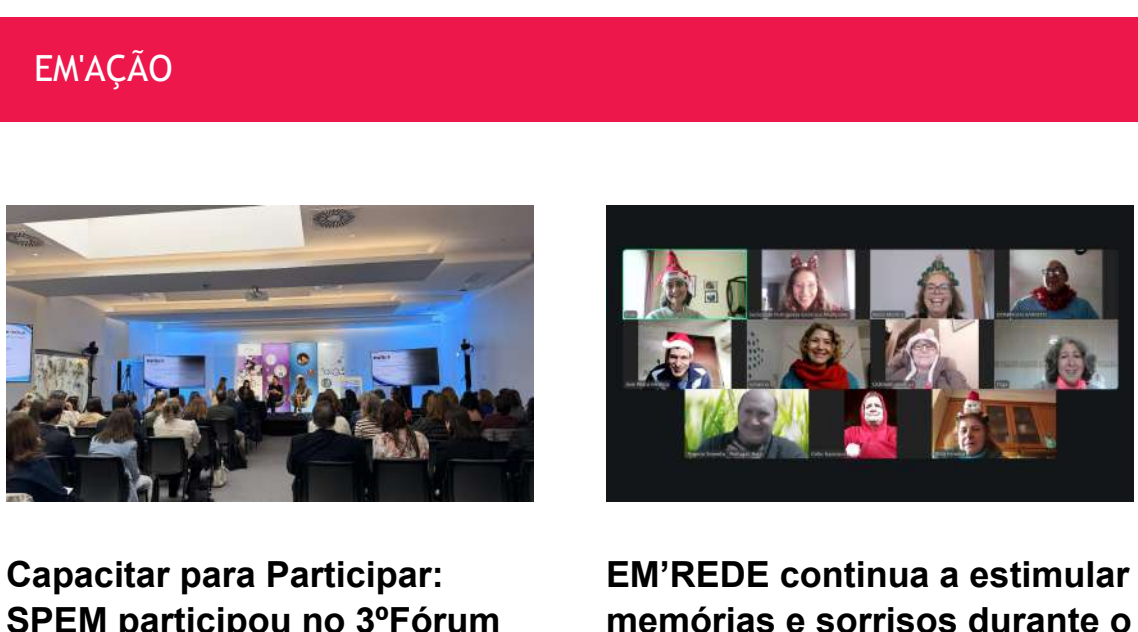 EM'AÇÃO
Capacitar para Participar:
SPEM participou no 3ºFórum
EM’REDE continua a estimular
memórias e sorrisos durante o